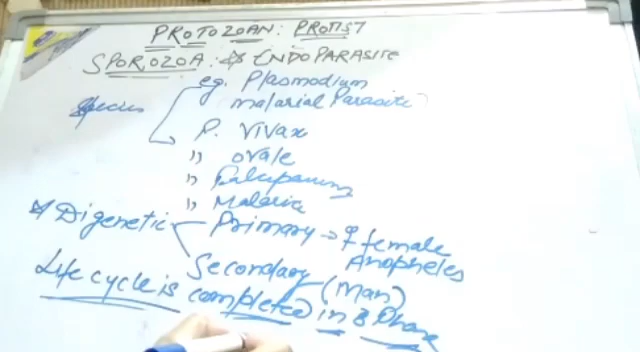 PROTOZOAN: PROTIST
SPOROZOA: ENDOPARASITE
eg. Plasmodium
Species malarial Parasite
P. Vivax
" ovale
" Falciparum
" Malaria
* Digenetic Primary → ♀ female
Anopheles
Secondary (Man)
Life cycle is completed in 3 Phase